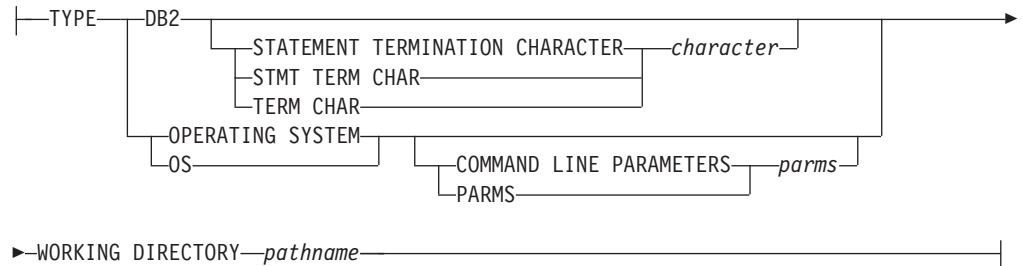 TYPE DB2
STATEMENT TERMINATION CHARACTER character
STMT TERM CHAR
TERM CHAR
OPERATING SYSTEM
OS
COMMAND LINE PARAMETERS parms
PARMS
WORKING DIRECTORY pathname